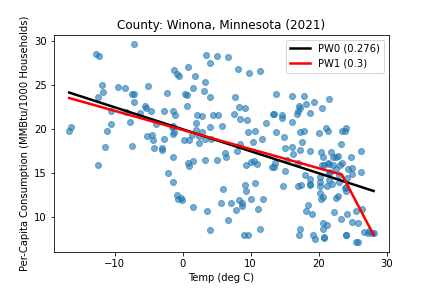 County: Winona, Minnesota (2021)
Per-Capita Consumption (MMBtu/1000 Households)
30
25
20
15
10
PW0 (0.276)
PW1 (0.3)
−10
0
10
20
30
Temp (deg C)